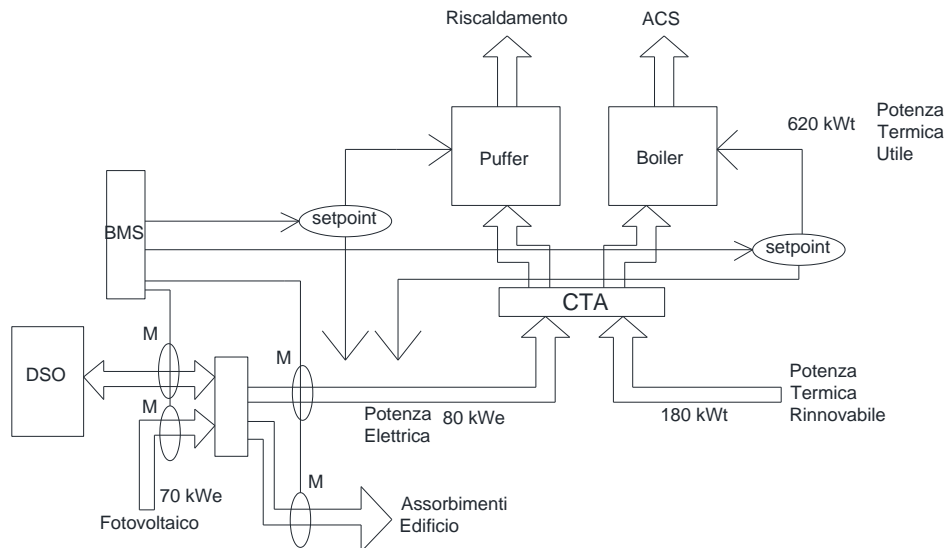 Riscaldamento
ACS
620 kWt
Potenza
Termica
Utile
Puffer
Boiler
setpoint
BMS
setpoint
CTA
M
M
DSO
M
Potenza
Elettrica
80 kWe
180 kWt
Potenza
Termica
Rinnovabile
70 kWe
M
Fotovoltaico
Assorbimenti
Edificio